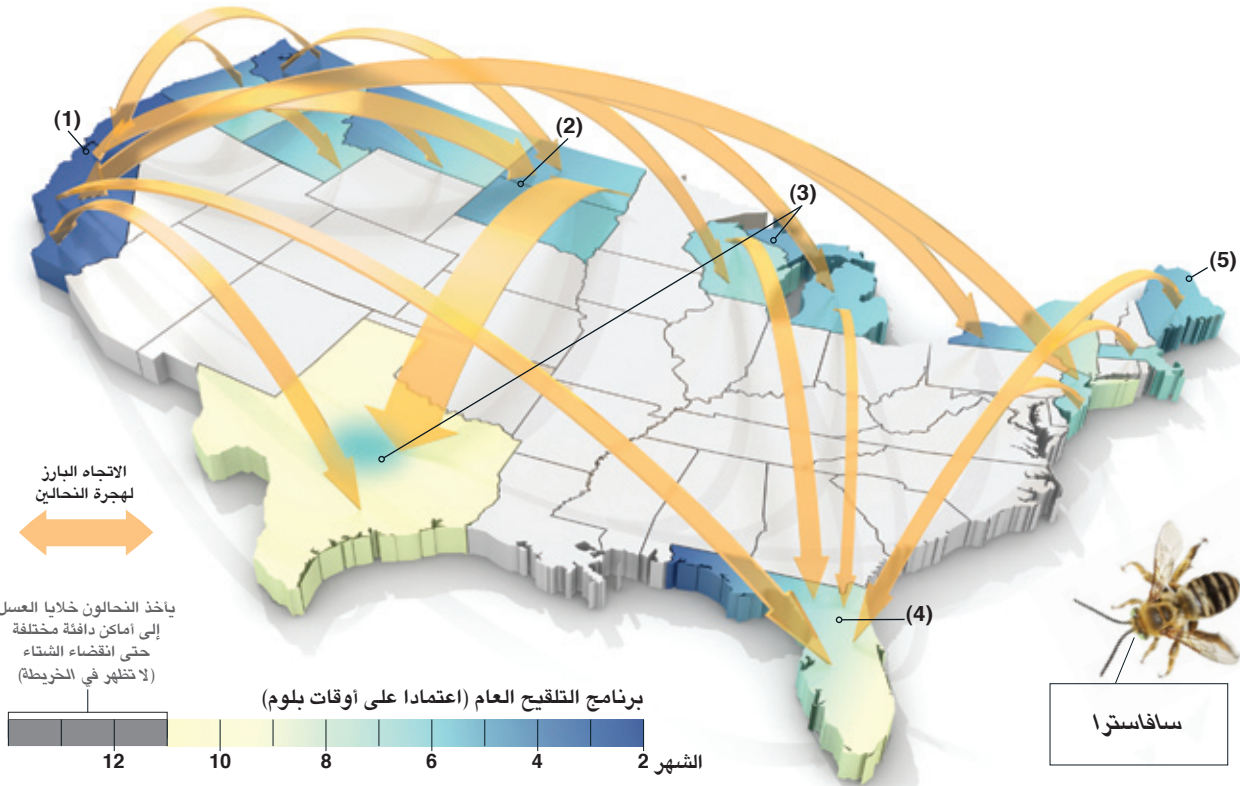 (1)
(2)
(3)
(5)
(4)
الاتجاه البارز
لهجرة النحالين
يأخذ النحالون خلايا العسل
إلى أماكن دافئة مختلفة
حتى انقضاء الشتاء
(لا تظهر في الخريطة)
برنامج التلقيح العام (اعتمادا على أوقات بلوم)
الشهر 2 4 6 8 10 12
سافاسترا